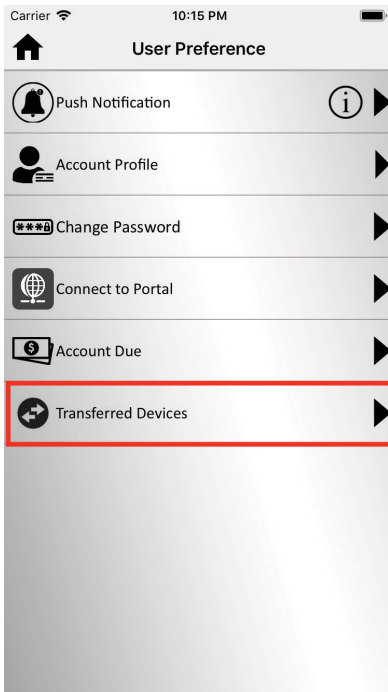 Carrier 10:15 PM
User Preference
Push Notification i
Account Profile
***
Change Password
Connect to Portal
$
Account Due
Transferred Devices